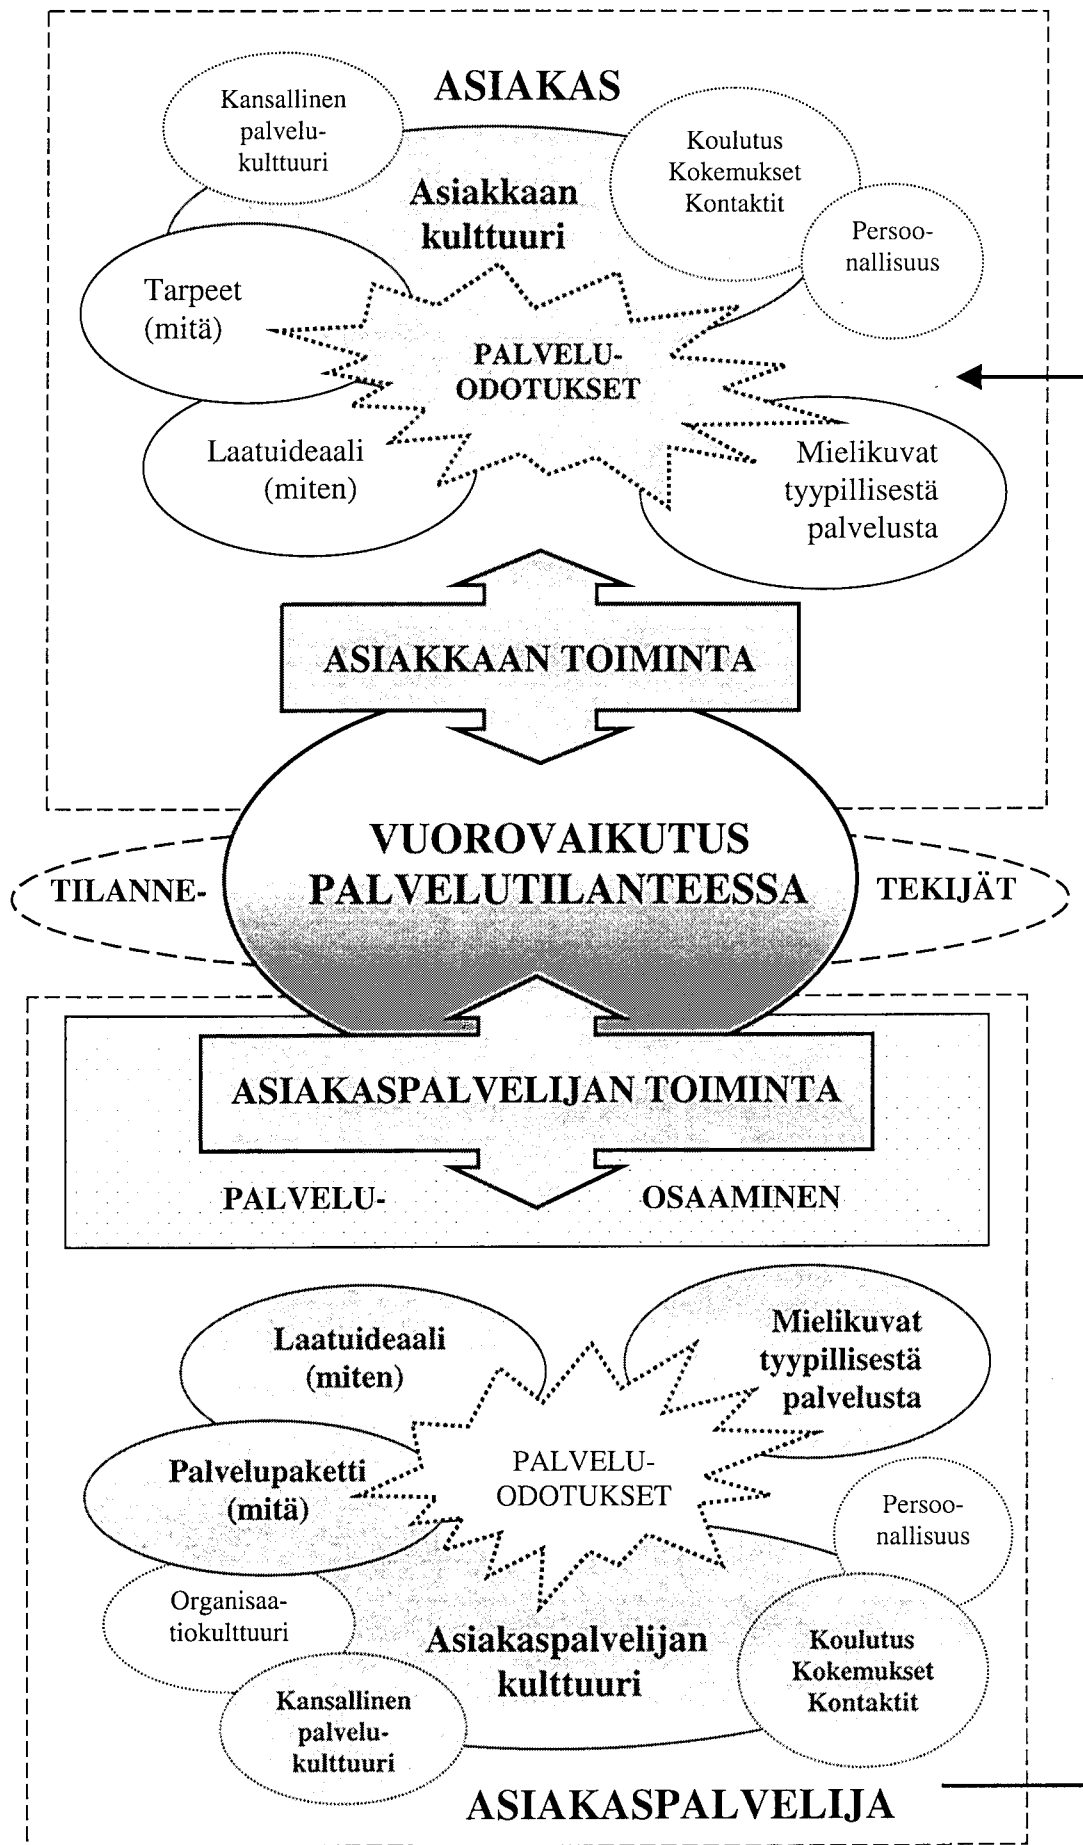 ASIAKAS
Kansallinen
palvelu-
kulttuuri
Koulutus
Kokemukset
Kontaktit
Asiakkaan
kulttuuri
Persoo-
nallisuus
Tarpeet
(mitä)
PALVELU-
ODOTUKSET
Laatuideaali
(miten)
Mielikuvat
tyypillisestä
palvelusta
ASIAKKAAN TOIMINTA
VUOROVAIKUTUS
PALVELUTILANTEESSA
TILANNE-
TEKIJÄT
ASIAKASPALVELIJAN TOIMINTA
PALVELU-
OSAAMINEN
Laatuideaali
(miten)
Mielikuvat
tyypillisestä
palvelusta
Palvelupaketti
(mitä)
PALVELU-
ODOTUKSET
Persoo-
nallisuus
Organisaa-
tiokulttuuri
Asiakaspalvelijan
kulttuuri
Koulutus
Kokemukset
Kontaktit
Kansallinen
palvelu-
kulttuuri
ASIAKASPALVELIJA